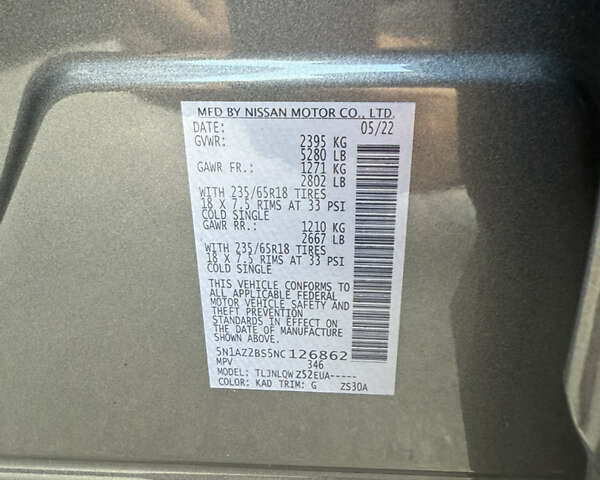 MFD BY NISSAN MOTOR CO., LTD.
DATE: 05/22
GVWR: 2395 KG
5280 LB
GAWR FR.: 1271 KG
2802 LB
WITH 235/65R18 TIRES
18 X 7.5 RIMS AT 33 PSI
COLD SINGLE
GAWR RR.: 1210 KG
2667 LB
WITH 235/65R18 TIRES
18 X 7.5 RIMS AT 33 PSI
COLD SINGLE
THIS VEHICLE CONFORMS TO
ALL APPLICABLE FEDERAL
MOTOR VEHICLE SAFETY AND
THEFT PREVENTION
STANDARDS IN EFFECT ON
THE DATE OF MANUFACTURE
SHOWN ABOVE.
5N1AZ2BS5NC126862
MPV 346
MODEL: TLJNLQWZ52EUA-----
COLOR: KAD TRIM: G ZS30A